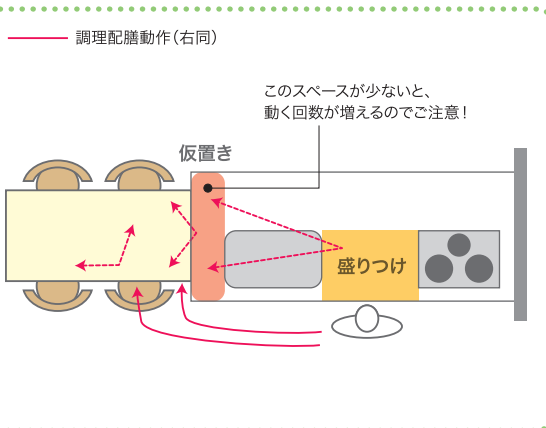 調理配膳動作（右同）
このスペースが少ないと、
動く回数が増えるのでご注意！
仮置き
盛りつけ